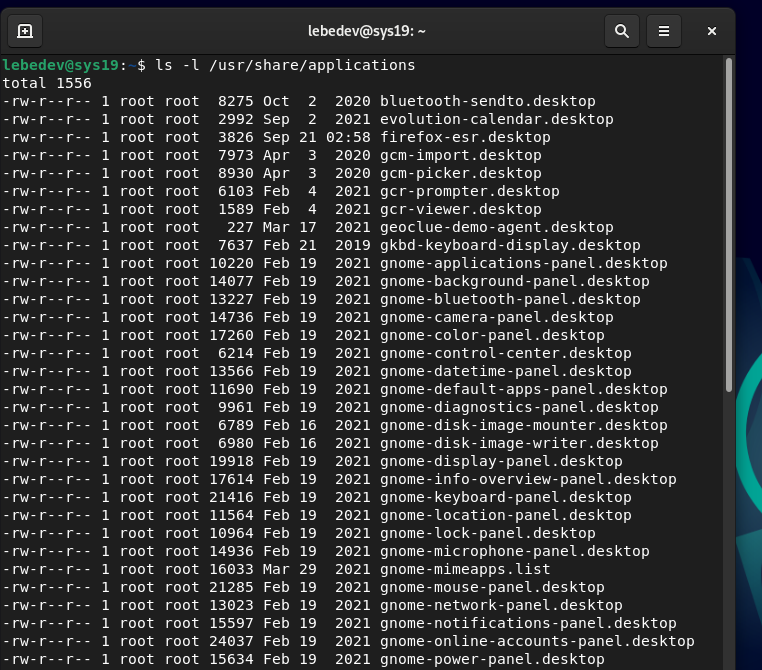 lebedev@sys19: ~
lebedev@sys19:~$ ls -l /usr/share/applications
total 1556
-rw-r--r-- 1 root root  8275 Oct  2  2020 bluetooth-sendto.desktop
-rw-r--r-- 1 root root  2992 Sep  2  2021 evolution-calendar.desktop
-rw-r--r-- 1 root root  3826 Sep 21 02:58 firefox-esr.desktop
-rw-r--r-- 1 root root  7973 Apr  3  2020 gcm-import.desktop
-rw-r--r-- 1 root root  8930 Apr  3  2020 gcm-picker.desktop
-rw-r--r-- 1 root root  6103 Feb  4  2021 gcr-prompter.desktop
-rw-r--r-- 1 root root  1589 Feb  4  2021 gcr-viewer.desktop
-rw-r--r-- 1 root root   227 Mar 17  2021 geoclue-demo-agent.desktop
-rw-r--r-- 1 root root  7637 Feb 21  2019 gkbd-keyboard-display.desktop
-rw-r--r-- 1 root root 10220 Feb 19  2021 gnome-applications-panel.desktop
-rw-r--r-- 1 root root 14077 Feb 19  2021 gnome-background-panel.desktop
-rw-r--r-- 1 root root 13227 Feb 19  2021 gnome-bluetooth-panel.desktop
-rw-r--r-- 1 root root 14736 Feb 19  2021 gnome-camera-panel.desktop
-rw-r--r-- 1 root root 17260 Feb 19  2021 gnome-color-panel.desktop
-rw-r--r-- 1 root root  6214 Feb 19  2021 gnome-control-center.desktop
-rw-r--r-- 1 root root 13566 Feb 19  2021 gnome-datetime-panel.desktop
-rw-r--r-- 1 root root 11690 Feb 19  2021 gnome-default-apps-panel.desktop
-rw-r--r-- 1 root root  9961 Feb 19  2021 gnome-diagnostics-panel.desktop
-rw-r--r-- 1 root root  6789 Feb 16  2021 gnome-disk-image-mounter.desktop
-rw-r--r-- 1 root root  6980 Feb 16  2021 gnome-disk-image-writer.desktop
-rw-r--r-- 1 root root 19918 Feb 19  2021 gnome-display-panel.desktop
-rw-r--r-- 1 root root 17614 Feb 19  2021 gnome-info-overview-panel.desktop
-rw-r--r-- 1 root root 21416 Feb 19  2021 gnome-keyboard-panel.desktop
-rw-r--r-- 1 root root 11564 Feb 19  2021 gnome-location-panel.desktop
-rw-r--r-- 1 root root 10964 Feb 19  2021 gnome-lock-panel.desktop
-rw-r--r-- 1 root root 14936 Feb 19  2021 gnome-microphone-panel.desktop
-rw-r--r-- 1 root root 16033 Mar 29  2021 gnome-mimeapps.list
-rw-r--r-- 1 root root 21285 Feb 19  2021 gnome-mouse-panel.desktop
-rw-r--r-- 1 root root 13023 Feb 19  2021 gnome-network-panel.desktop
-rw-r--r-- 1 root root 15597 Feb 19  2021 gnome-notifications-panel.desktop
-rw-r--r-- 1 root root 24037 Feb 19  2021 gnome-online-accounts-panel.desktop
-rw-r--r-- 1 root root 15634 Feb 19  2021 gnome-power-panel.desktop